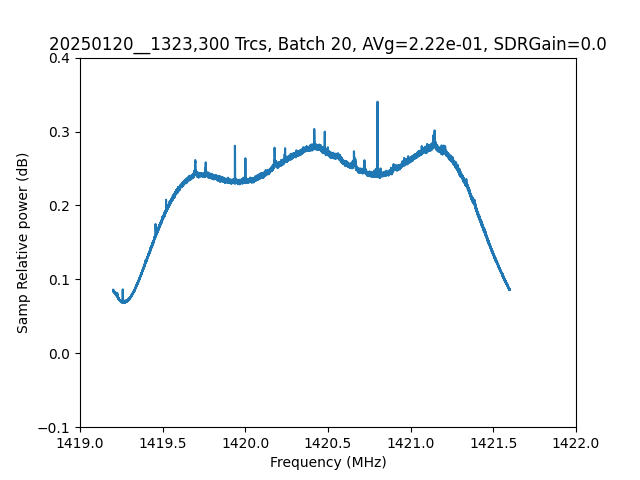 20250120__1323,300 Trcs, Batch 20, AVg=2.22e-01, SDRGain=0.0
0.4
0.3
0.2
0.1
0.0
−0.1
Samp Relative power (dB)
1419.0 1419.5 1420.0 1420.5 1421.0 1421.5 1422.0
Frequency (MHz)